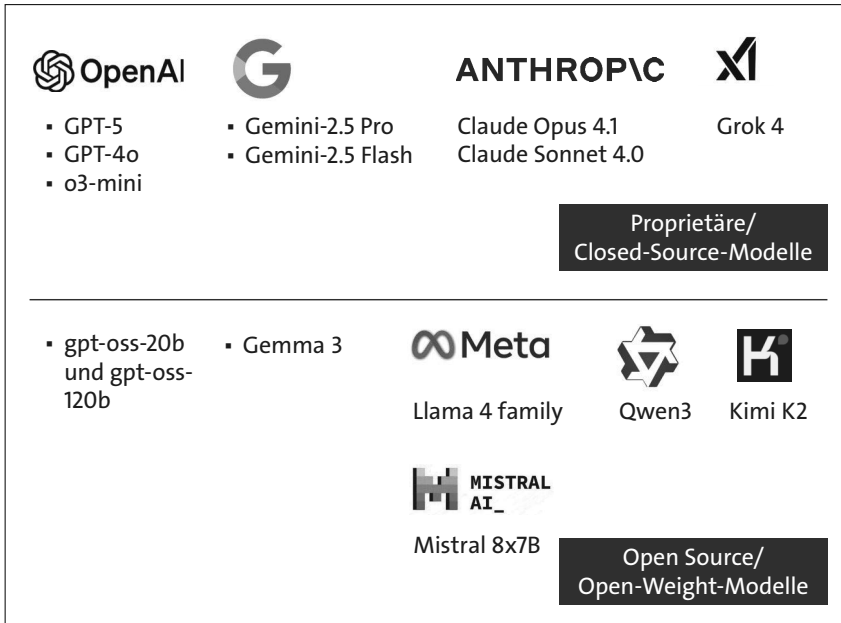 OpenAI
G
ANTHROP\C
xI
▪ GPT-5
▪ GPT-4o
▪ o3-mini
▪ Gemini-2.5 Pro
▪ Gemini-2.5 Flash
Claude Opus 4.1
Claude Sonnet 4.0
Grok 4
Proprietäre/
Closed-Source-Modelle
▪ gpt-oss-20b
und gpt-oss-
120b
▪ Gemma 3
Meta
Llama 4 family
Qwen3
K
Kimi K2
MISTRAL
AI_
Mistral 8x7B
Open Source/
Open-Weight-Modelle